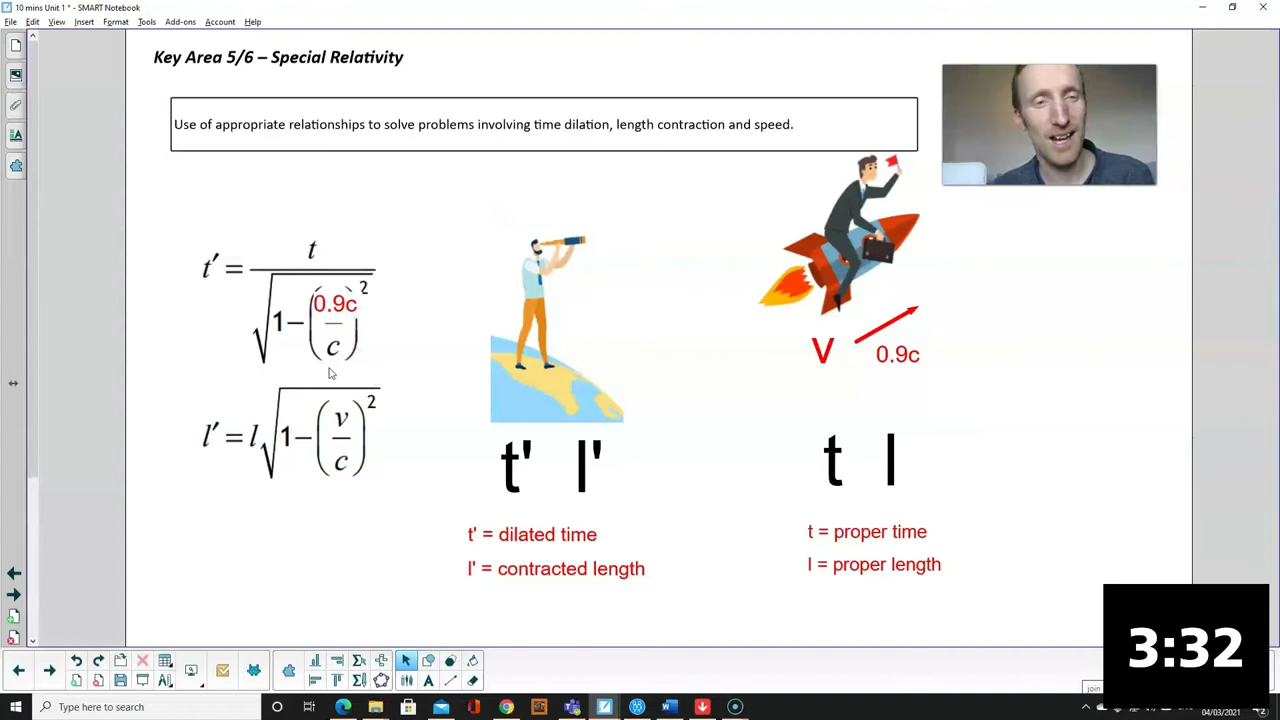 10 mins Unit 1 * - SMART Notebook
File Edit View Insert Format Tools Add-ons Account Help
Key Area 5/6 – Special Relativity
Use of appropriate relationships to solve problems involving time dilation, length contraction and speed.
t' = t / √(1 − (0.9c / c)²)
l' = l√(1 − (v / c)²)
V 0.9c
t' l' t l
t' = dilated time
l' = contracted length
t = proper time
l = proper length
3:32
join
Type here to search
04/03/2021